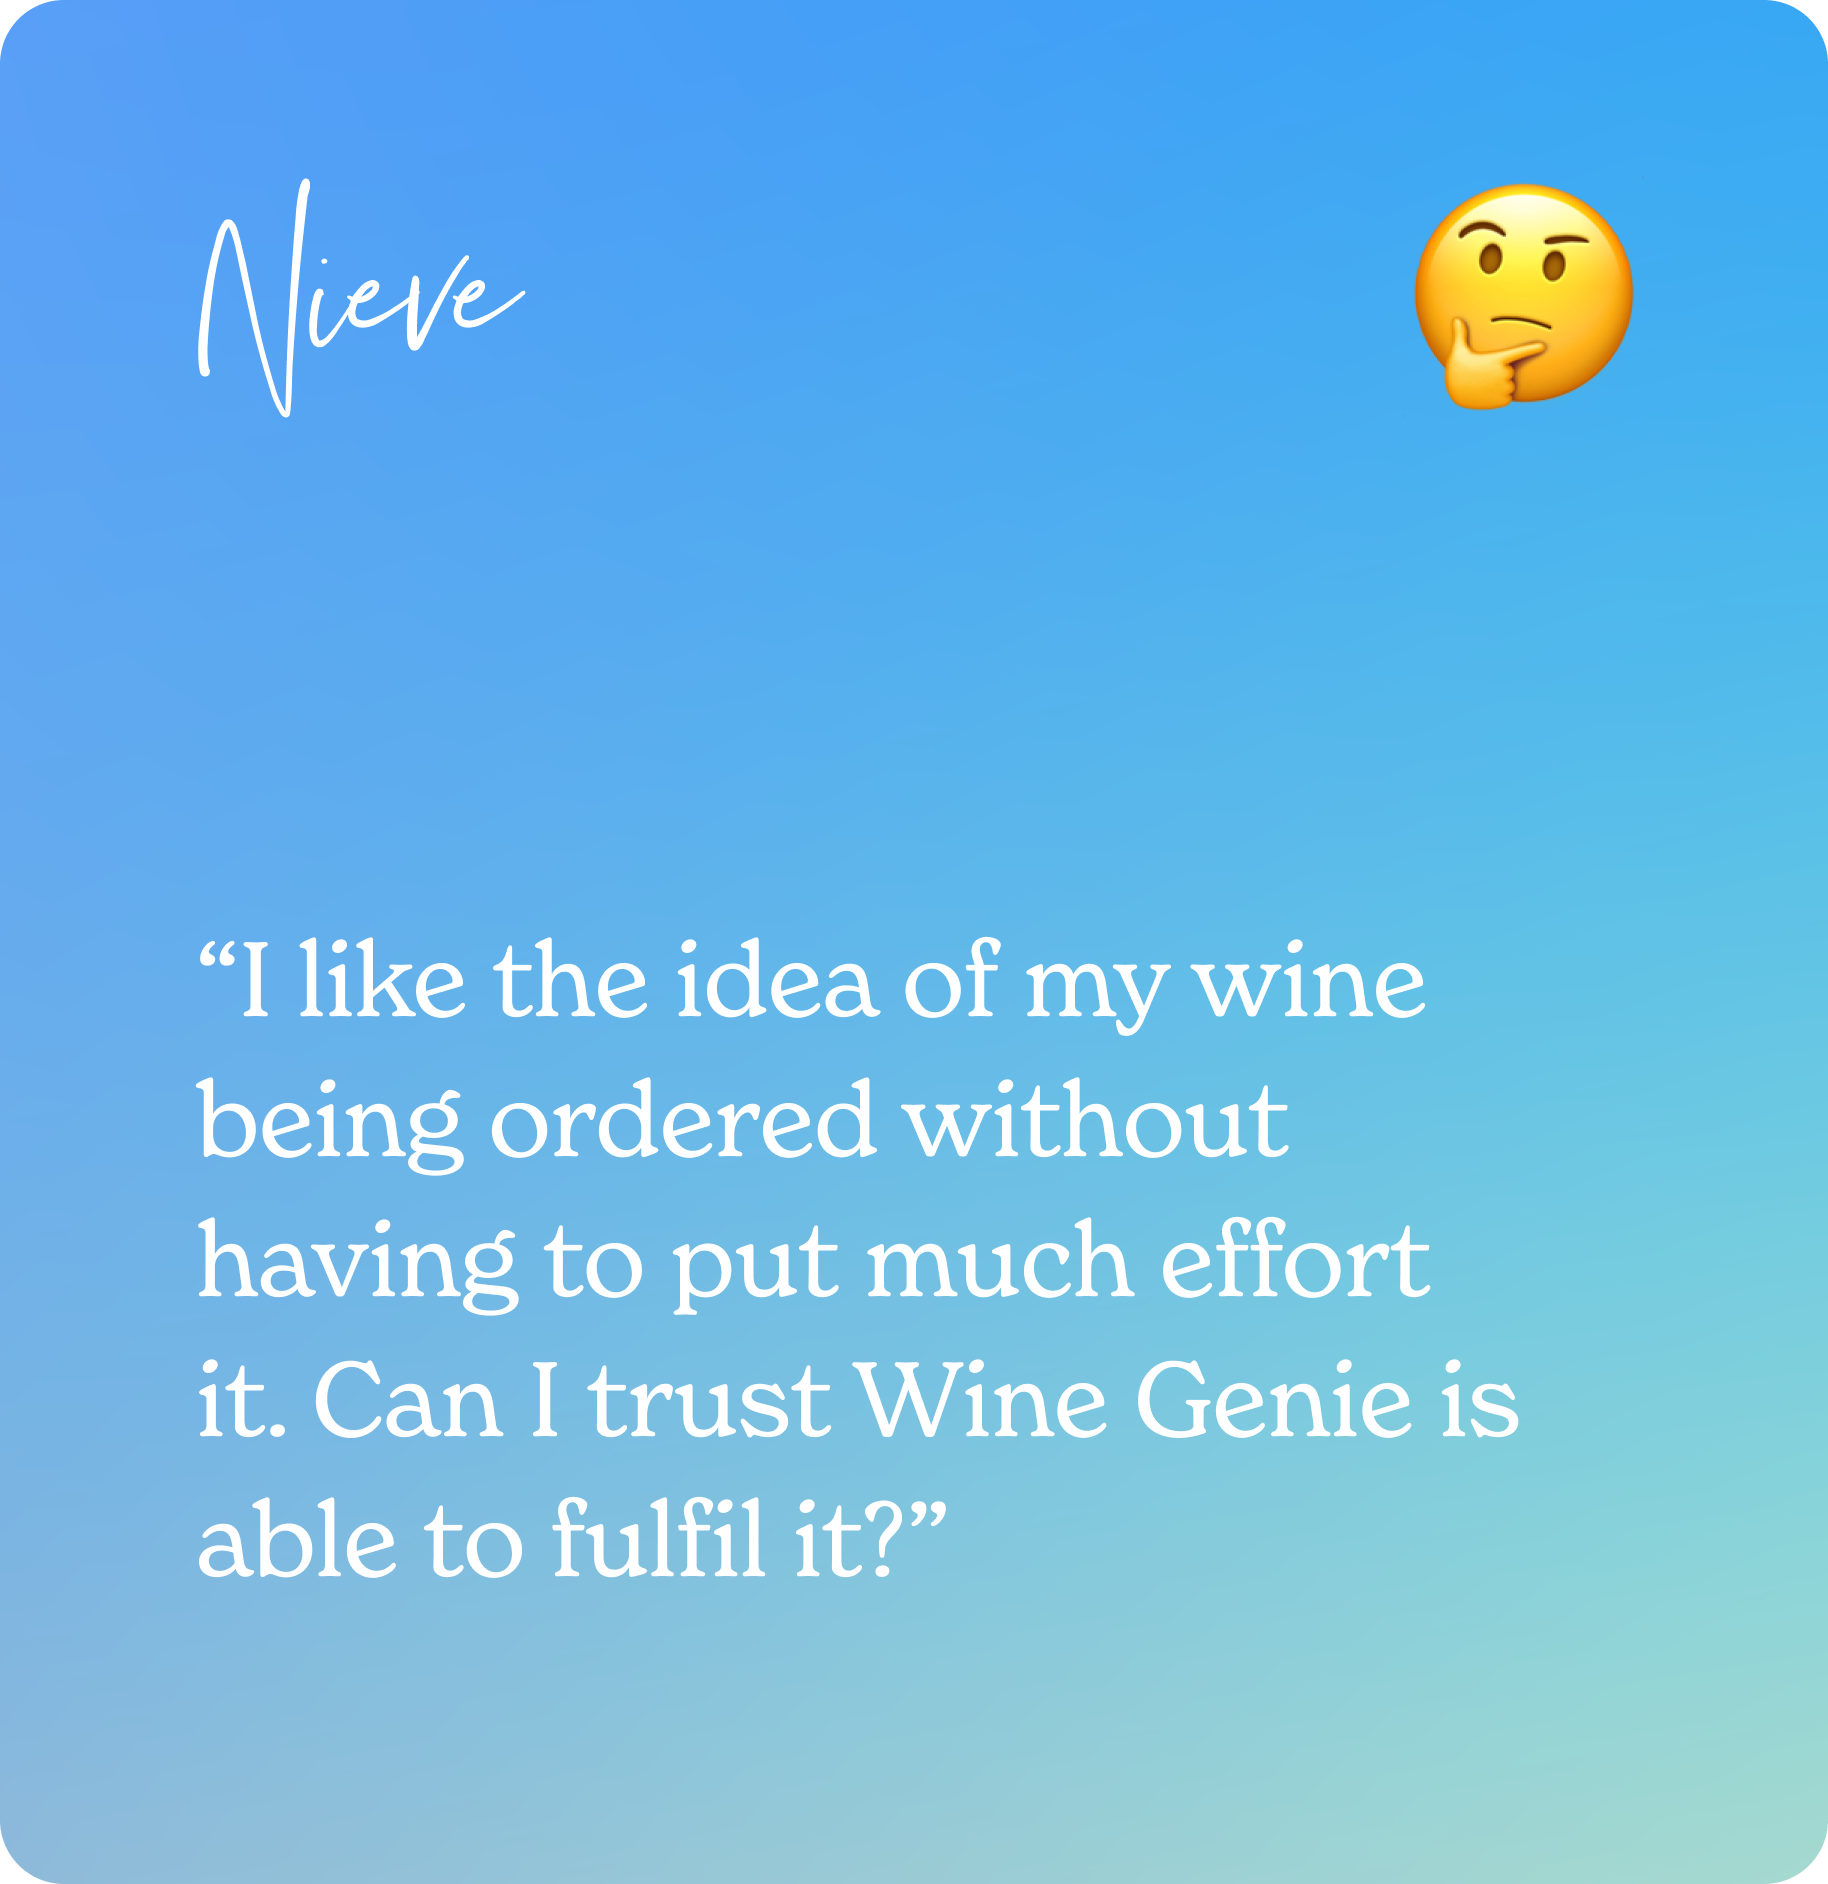 Nieve
“I like the idea of my wine
being ordered without
having to put much effort
it. Can I trust Wine Genie is
able to fulfil it?”